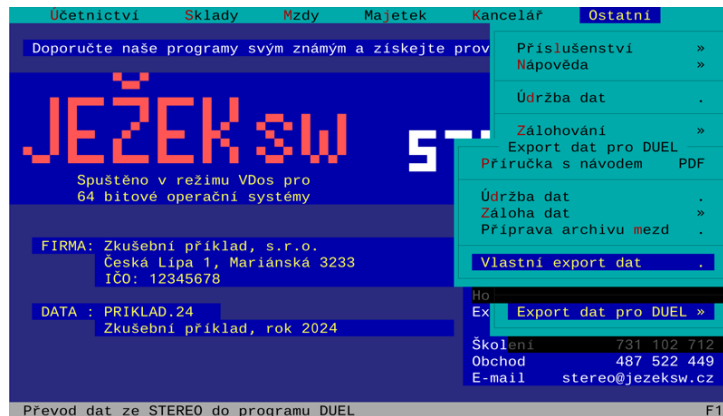 Účetnictví Sklady Mzdy Majetek Kancelář Ostatní
Doporučte naše programy svým známým a získejte prov
Příslušenství »
Nápověda »
Údržba dat .
Zálohování »
JEŽEK SW
Spuštěno v režimu VDos pro
64 bitové operační systémy
Export dat pro DUEL
Příručka s návodem PDF
Údržba dat .
Záloha dat »
Příprava archivu mezd .
Vlastní export dat .
FIRMA: Zkušební příklad, s.r.o.
Česká Lípa 1, Mariánská 3233
IČO: 12345678
DATA : PRIKLAD.24
Zkušební příklad, rok 2024
Ho
Ex Export dat pro DUEL »
Školení 731 102 712
Obchod 487 522 449
E-mail stereo@jezeksw.cz
Převod dat ze STEREO do programu DUEL F1